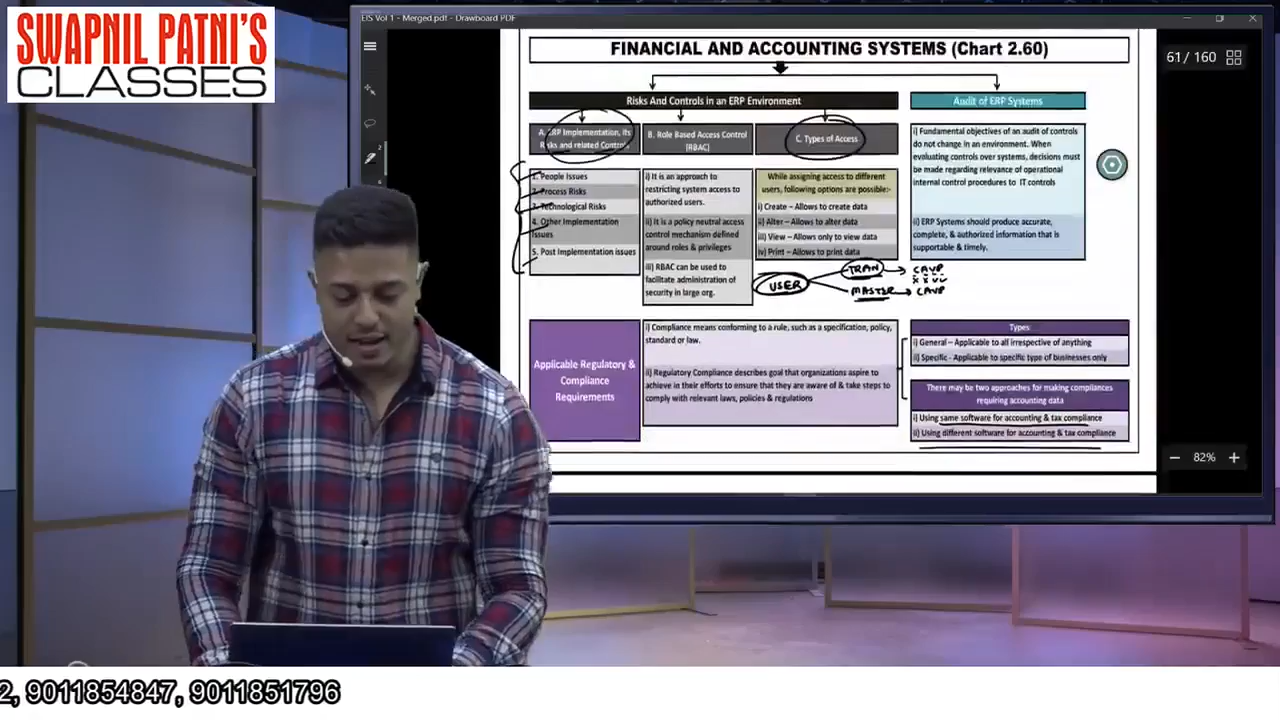 SWAPNIL PATNI'S
CLASSES
EIS Vol 1 - Merged.pdf - Drawboard PDF
61 / 160
FINANCIAL AND ACCOUNTING SYSTEMS (Chart 2.60)
Risks And Controls in an ERP Environment
Audit of ERP Systems
A. ERP Implementation, its
Risks and related Controls
B. Role Based Access Control
(RBAC)
C. Types of Access
1. People Issues
2. Process Risks
3. Technological Risks
4. Other Implementation
Issues
5. Post Implementation issues
i) It is an approach to
restricting system access to
authorized users.
ii) It is a policy neutral access
control mechanism defined
around roles & privileges
iii) RBAC can be used to
facilitate administration of
security in large org.
While assigning access to different
users, following options are possible:-
i) Create – Allows to create data
ii) Alter – Allows to alter data
iii) View – Allows only to view data
iv) Print – Allows to print data
USER
TRAN
CAVP
X X
MASTER
CAVP
i) Fundamental objectives of an audit of controls
do not change in an environment. When
evaluating controls over systems, decisions must
be made regarding relevance of operational
internal control procedures to IT controls
ii) ERP Systems should produce accurate,
complete, & authorized information that is
supportable & timely.
Applicable Regulatory &
Compliance
Requirements
i) Compliance means conforming to a rule, such as a specification, policy,
standard or law.
ii) Regulatory Compliance describes goal that organizations aspire to
achieve in their efforts to ensure that they are aware of & take steps to
comply with relevant laws, policies & regulations
Types
i) General – Applicable to all irrespective of anything
ii) Specific - Applicable to specific type of businesses only
There may be two approaches for making compliances
requiring accounting data
i) Using same software for accounting & tax compliance
ii) Using different software for accounting & tax compliance
82%
2, 9011854847, 9011851796